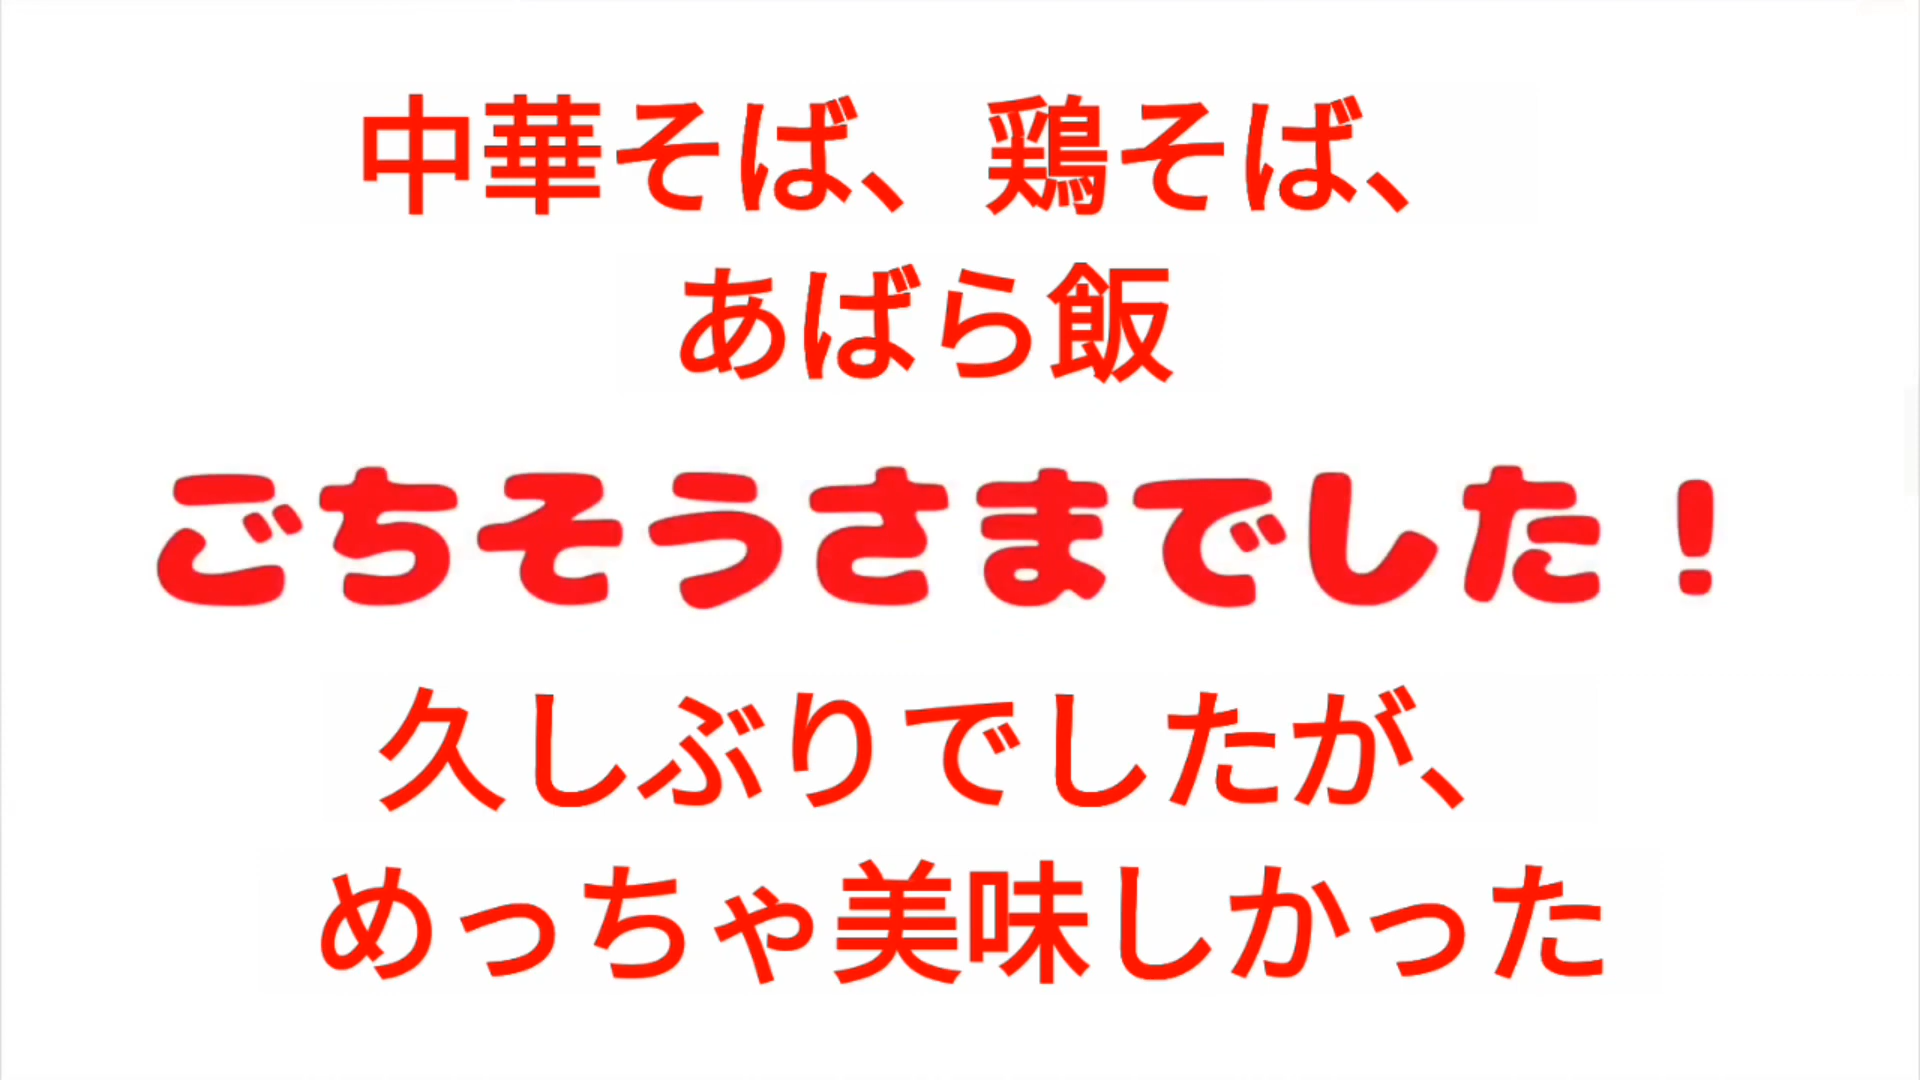 中華そば、鶏そば、
あばら飯
ごちそうさまでした！
久しぶりでしたが、
めっちゃ美味しかった